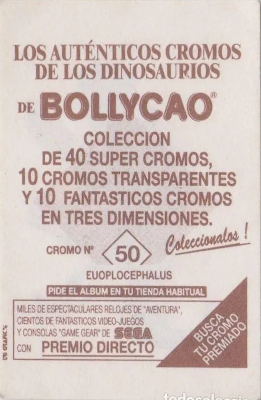 LOS AUTÉNTICOS CROMOS
DE LOS DINOSAURIOS
DE BOLLYCAO®
COLECCION
DE 40 SUPER CROMOS,
10 CROMOS TRANSPARENTES
Y 10 FANTASTICOS CROMOS
EN TRES DIMENSIONES.
CROMO Nº 50 Coleccionalos!
EUOPLOCEPHALUS
PIDE EL ALBUM EN TU TIENDA HABITUAL
MILES DE ESPECTACULARES RELOJES DE "AVENTURA",
CIENTOS DE FANTASTICOS VIDEO-JUEGOS
Y CONSOLAS "GAME GEAR" DE SEGA
CON PREMIO DIRECTO
BUSCA
TU CROMO
PREMIADO